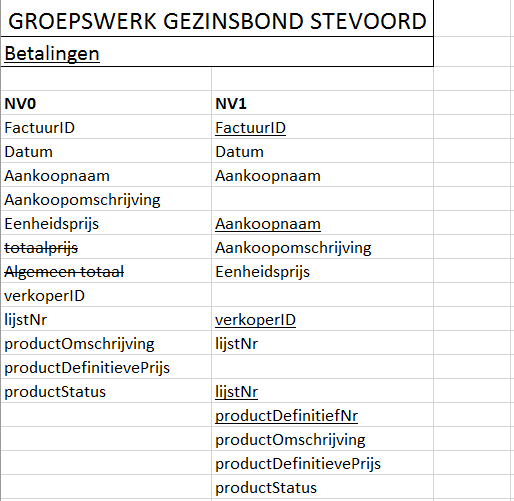 GROEPSWERK GEZINSBOND STEVOORD
Betalingen
NV0 NV1
FactuurID FactuurID
Datum Datum
Aankoopnaam Aankoopnaam
Aankoopomschrijving
Eenheidsprijs Aankoopnaam
totaalprijs Aankoopomschrijving
Algemeen totaal Eenheidsprijs
verkoperID
lijstNr verkoperID
productOmschrijving lijstNr
productDefinitievePrijs
productStatus lijstNr
productDefinitiefNr
productOmschrijving
productDefinitievePrijs
productStatus